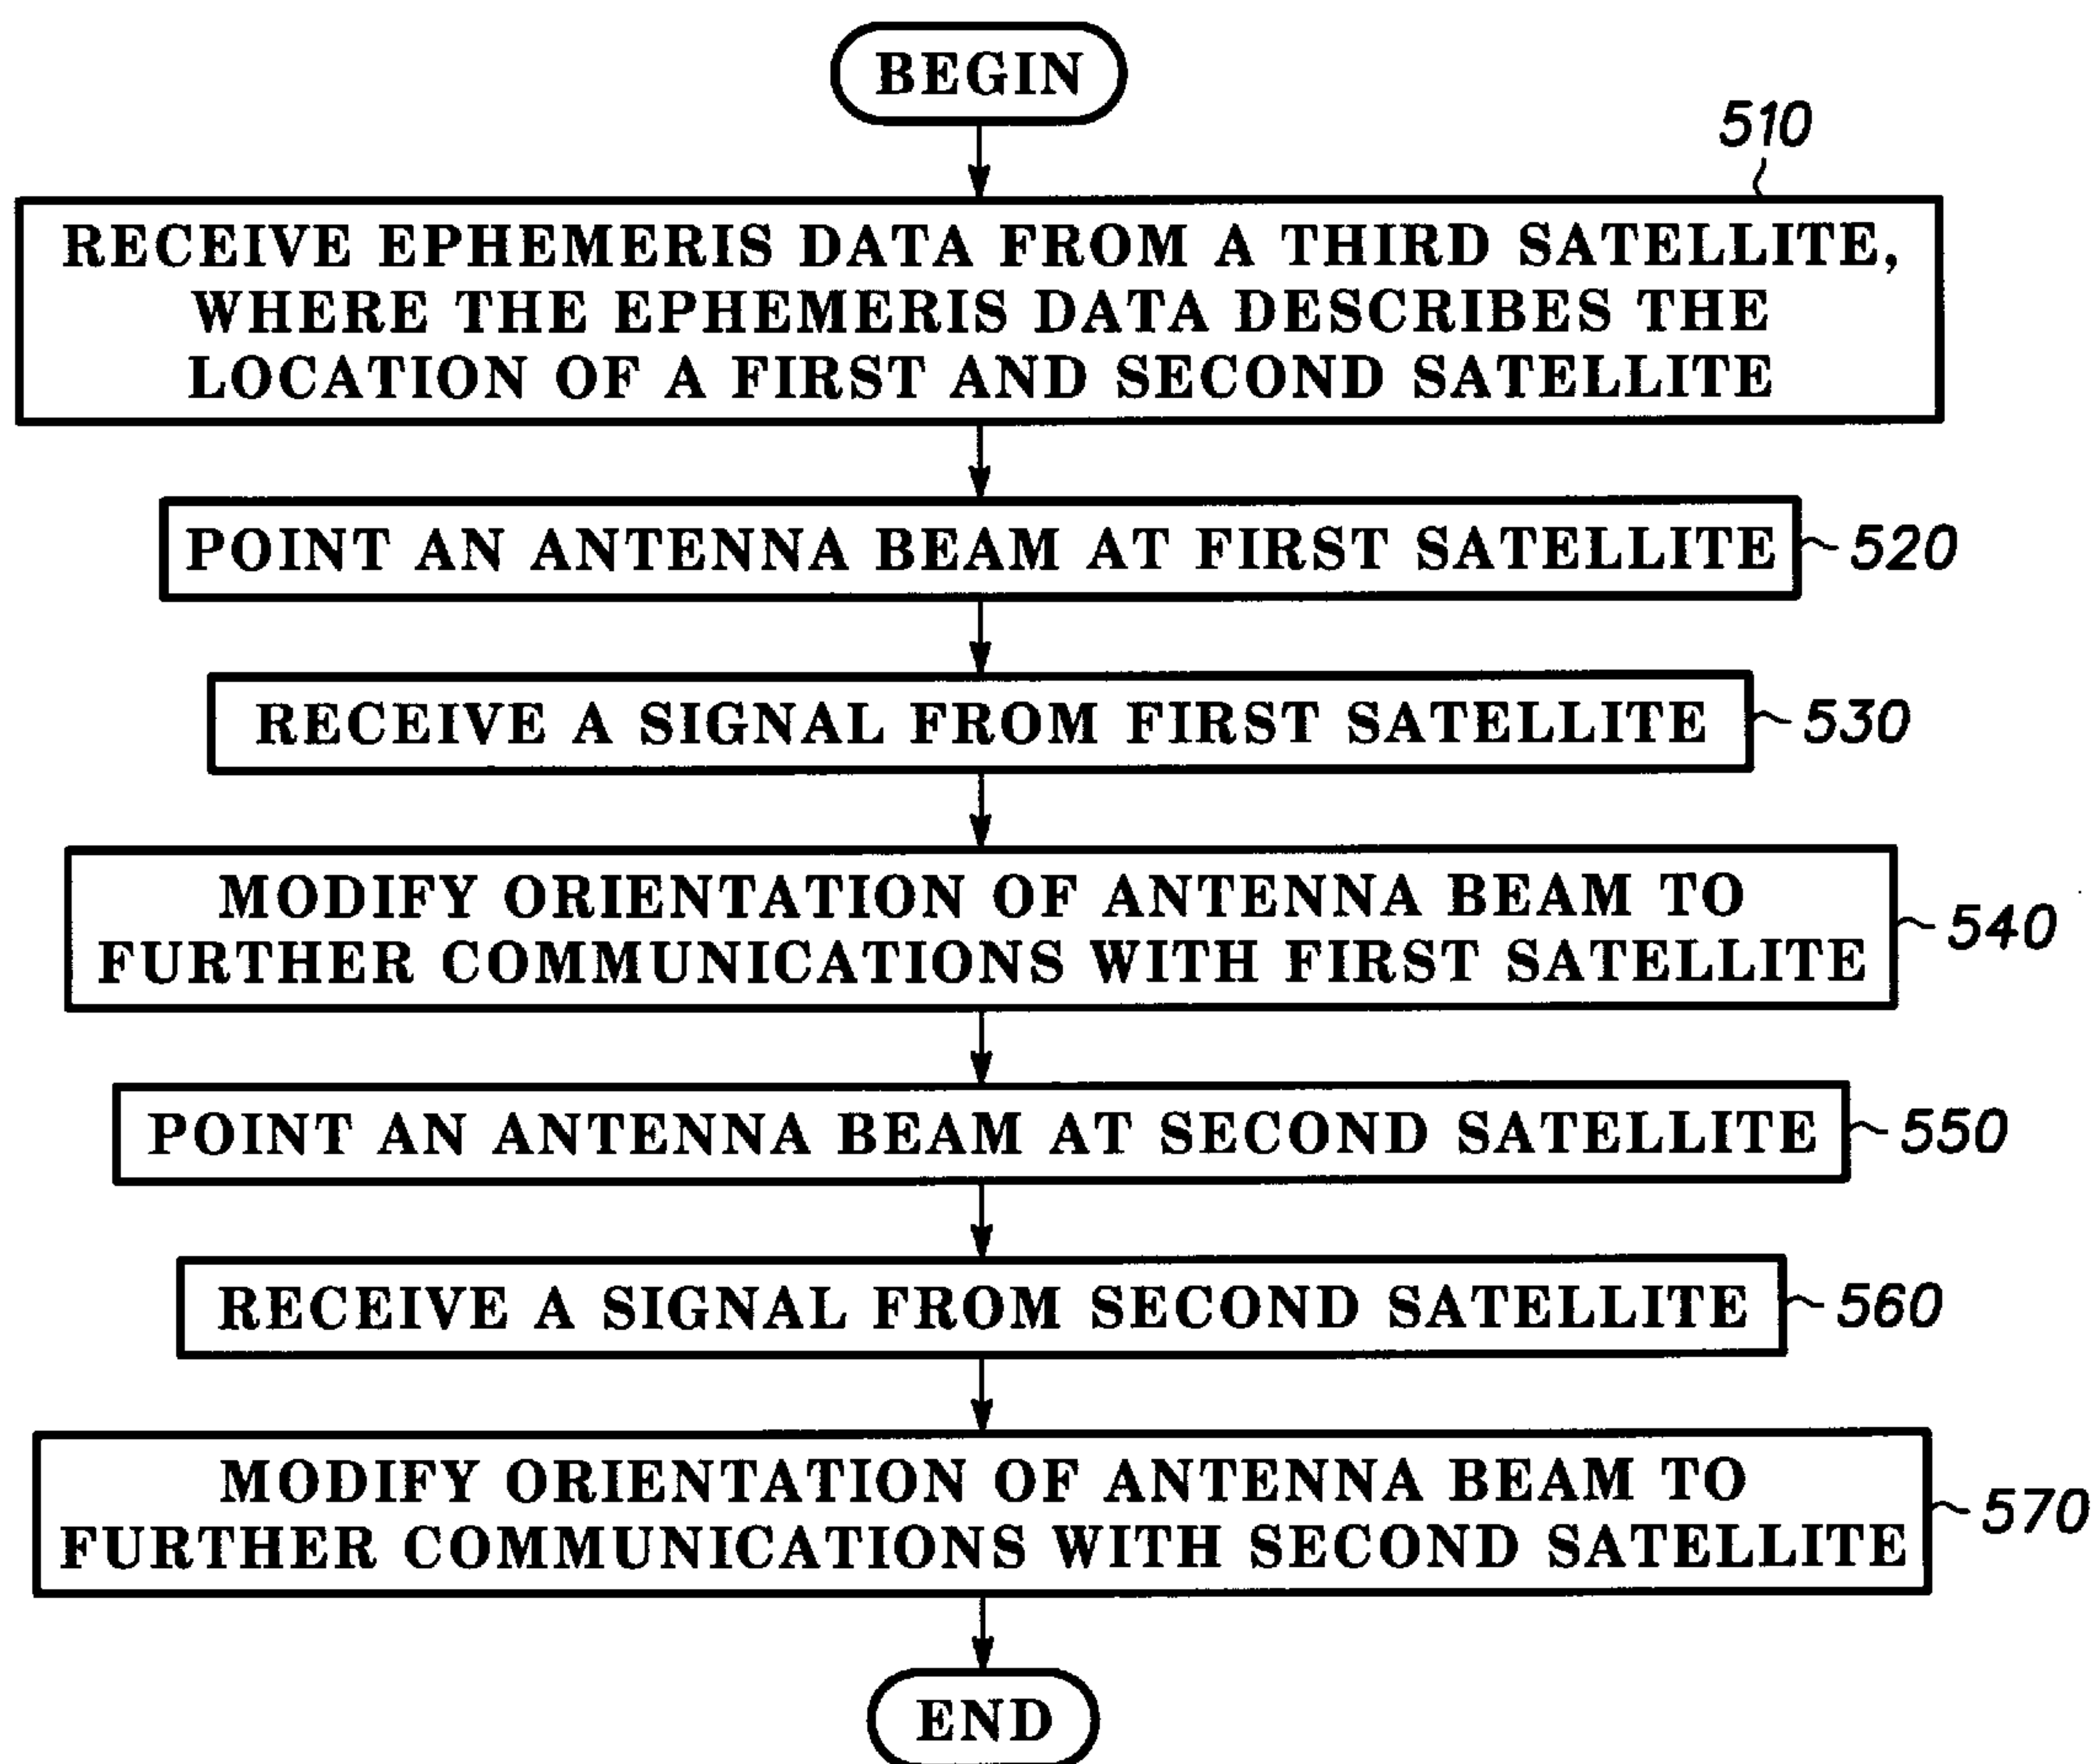 BEGIN
510
RECEIVE EPHEMERIS DATA FROM A THIRD SATELLITE,
WHERE THE EPHEMERIS DATA DESCRIBES THE
LOCATION OF A FIRST AND SECOND SATELLITE
POINT AN ANTENNA BEAM AT FIRST SATELLITE
520
RECEIVE A SIGNAL FROM FIRST SATELLITE
530
MODIFY ORIENTATION OF ANTENNA BEAM TO
FURTHER COMMUNICATIONS WITH FIRST SATELLITE
540
POINT AN ANTENNA BEAM AT SECOND SATELLITE
550
RECEIVE A SIGNAL FROM SECOND SATELLITE
560
MODIFY ORIENTATION OF ANTENNA BEAM TO
FURTHER COMMUNICATIONS WITH SECOND SATELLITE
570
END